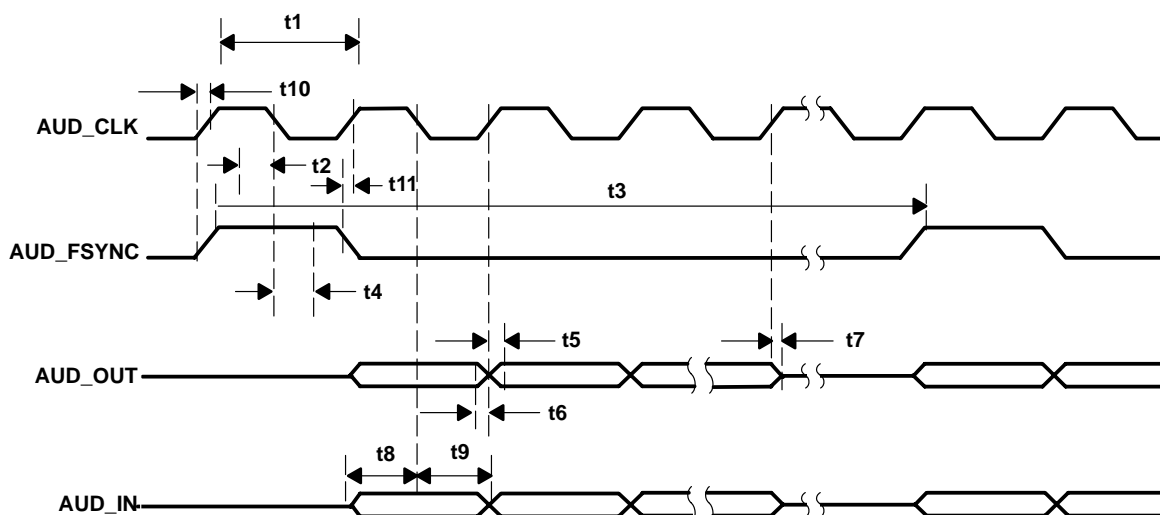 t1
t10
AUD_CLK
t2
t11
t3
AUD_FSYNC
t4
t5
t7
AUD_OUT
t6
t8
t9
AUD_IN